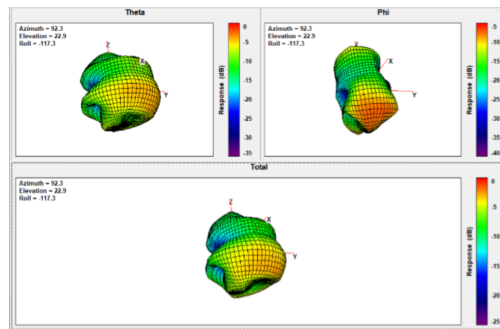 Theta
Azimuth = 92.3
Elevation = 22.9
Roll = -117.3
Z
X
Y
0
-5
-10
-15
-20
-25
-30
-35
Response (dB)
Phi
Azimuth = 92.3
Elevation = 22.9
Roll = -117.3
Z
X
Y
-5
-10
-15
-20
-25
-30
-35
-40
Response (dB)
Total
Azimuth = 92.3
Elevation = 22.9
Roll = -117.3
Z
X
Y
0
-5
-10
-15
-20
-25
Response (dB)